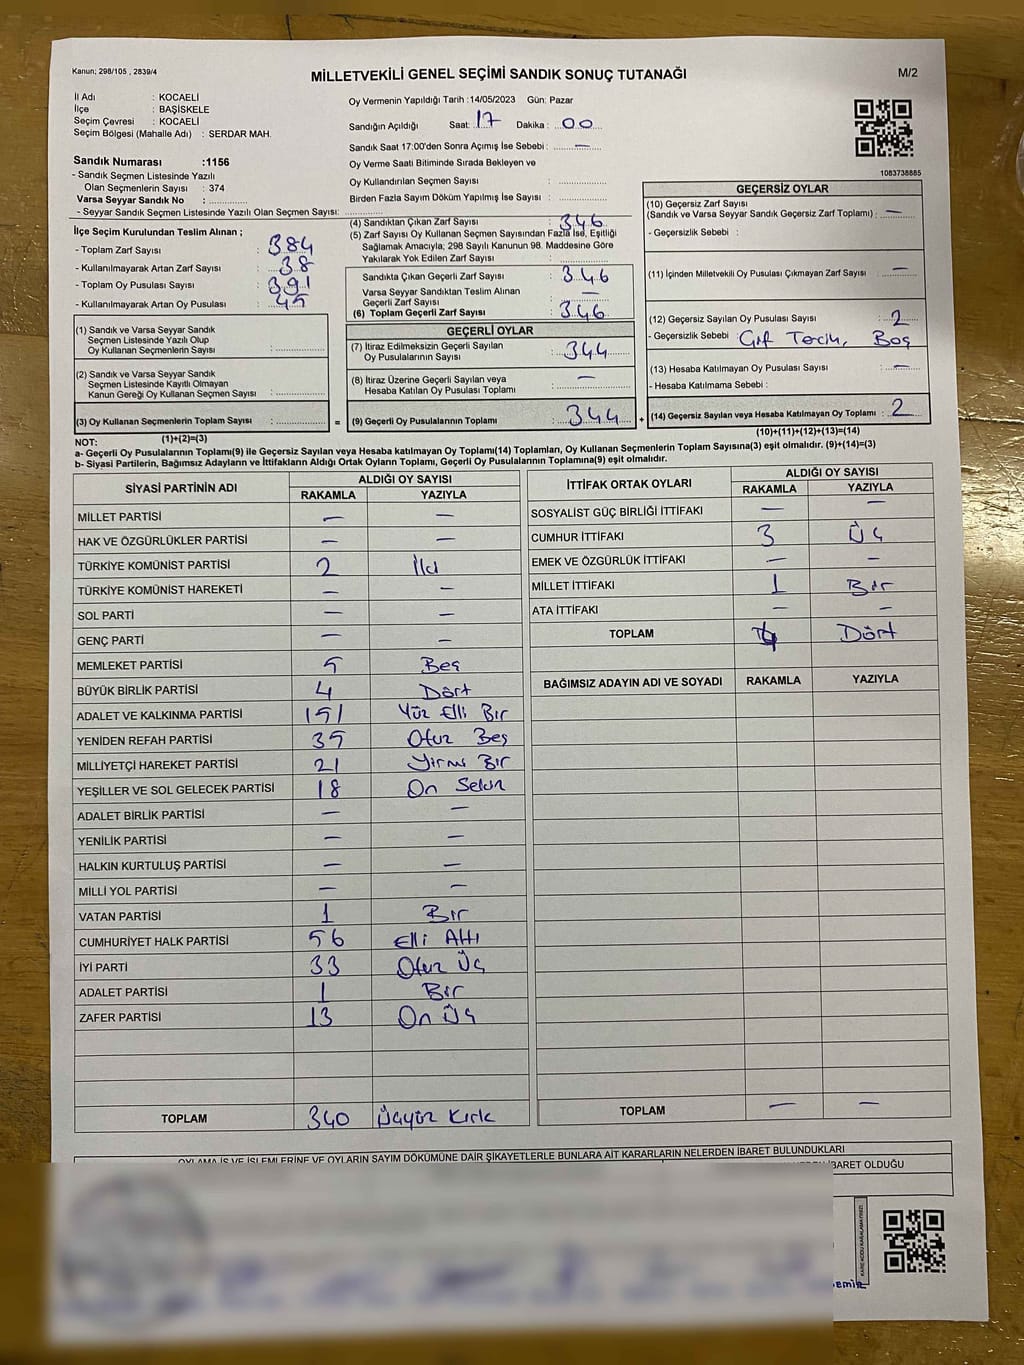 Kanun; 298/105 , 2839/4
MİLLETVEKİLİ GENEL SEÇİMİ SANDIK SONUÇ TUTANAĞI
M/2
İl Adı : KOCAELİ
İlçe : BAŞİSKELE
Seçim Çevresi : KOCAELİ
Seçim Bölgesi (Mahalle Adı) : SERDAR MAH.
Sandık Numarası :1156
- Sandık Seçmen Listesinde Yazılı
Olan Seçmenlerin Sayısı : 374
Varsa Seyyar Sandık No : ............
- Seyyar Sandık Seçmen Listesinde Yazılı Olan Seçmen Sayısı: ............
Oy Vermenin Yapıldığı Tarih :14/05/2023 Gün: Pazar
Sandığın Açıldığı Saat: 17 Dakika : 00
Sandık Saat 17:00'den Sonra Açımış İse Sebebi : —
Oy Verme Saati Bitiminde Sırada Bekleyen ve
Oy Kullandırılan Seçmen Sayısı : ............
Birden Fazla Sayım Döküm Yapılmış İse Sayısı : ............
1083738885
İlçe Seçim Kurulundan Teslim Alınan ;
- Toplam Zarf Sayısı : 384
- Kullanılmayarak Artan Zarf Sayısı : 38
- Toplam Oy Pusulası Sayısı : 391
- Kullanılmayarak Artan Oy Pusulası : 45
(4) Sandıktan Çıkan Zarf Sayısı : 346
(5) Zarf Sayısı Oy Kullanan Seçmen Sayısından Fazla İse, Eşitliği
Sağlamak Amacıyla; 298 Sayılı Kanunun 98. Maddesine Göre
Yakılarak Yok Edilen Zarf Sayısı : ............
Sandıkta Çıkan Geçerli Zarf Sayısı : 346
Varsa Seyyar Sandıktan Teslim Alınan
Geçerli Zarf Sayısı : —
(6) Toplam Geçerli Zarf Sayısı : 346
GEÇERSİZ OYLAR
(10) Geçersiz Zarf Sayısı
(Sandık ve Varsa Seyyar Sandık Geçersiz Zarf Toplamı) : —
- Geçersizlik Sebebi :
(11) İçinden Milletvekili Oy Pusulası Çıkmayan Zarf Sayısı : —
(12) Geçersiz Sayılan Oy Pusulası Sayısı : 2
- Geçersizlik Sebebi : Çift Tercih, Boş
(13) Hesaba Katılmayan Oy Pusulası Sayısı : —
- Hesaba Katılmama Sebebi :
(14) Geçersiz Sayılan veya Hesaba Katılmayan Oy Toplamı : 2
(10)+(11)+(12)+(13)=(14)
(1) Sandık ve Varsa Seyyar Sandık
Seçmen Listesinde Yazılı Olup
Oy Kullanan Seçmenlerin Sayısı : ............
(2) Sandık ve Varsa Seyyar Sandık
Seçmen Listesinde Kayıtlı Olmayan
Kanun Gereği Oy Kullanan Seçmen Sayısı : ............
(3) Oy Kullanan Seçmenlerin Toplam Sayısı : ............ =
(1)+(2)=(3)
GEÇERLİ OYLAR
(7) İtiraz Edilmeksizin Geçerli Sayılan
Oy Pusulalarının Sayısı : 344
(8) İtiraz Üzerine Geçerli Sayılan veya
Hesaba Katılan Oy Pusulası Toplamı : —
(9) Geçerli Oy Pusulalarının Toplamı : 344 +
NOT:
a- Geçerli Oy Pusulalarının Toplamı(9) ile Geçersiz Sayılan veya Hesaba katılmayan Oy Toplamı(14) Toplamları, Oy Kullanan Seçmenlerin Toplam Sayısına(3) eşit olmalıdır. (9)+(14)=(3)
b- Siyasi Partilerin, Bağımsız Adayların ve İttifakların Aldığı Ortak Oyların Toplamı, Geçerli Oy Pusulalarının Toplamına(9) eşit olmalıdır.
SİYASİ PARTİNİN ADI ALDIĞI OY SAYISI
RAKAMLA YAZIYLA
MİLLET PARTİSİ — —
HAK VE ÖZGÜRLÜKLER PARTİSİ — —
TÜRKİYE KOMÜNİST PARTİSİ 2 İki
TÜRKİYE KOMÜNİST HAREKETİ — —
SOL PARTİ — —
GENÇ PARTİ — —
MEMLEKET PARTİSİ 5 Beş
BÜYÜK BİRLİK PARTİSİ 4 Dört
ADALET VE KALKINMA PARTİSİ 151 Yüz Elli Bir
YENİDEN REFAH PARTİSİ 35 Otuz Beş
MİLLİYETÇİ HAREKET PARTİSİ 21 Yirmi Bir
YEŞİLLER VE SOL GELECEK PARTİSİ 18 On Sekiz
ADALET BİRLİK PARTİSİ — —
YENİLİK PARTİSİ — —
HALKIN KURTULUŞ PARTİSİ — —
MİLLİ YOL PARTİSİ — —
VATAN PARTİSİ 1 Bir
CUMHURİYET HALK PARTİSİ 56 Elli Altı
İYİ PARTİ 33 Otuz Üç
ADALET PARTİSİ 1 Bir
ZAFER PARTİSİ 13 On Üç
TOPLAM 340 Üçyüz Kırk
İTTİFAK ORTAK OYLARI ALDIĞI OY SAYISI
RAKAMLA YAZIYLA
SOSYALİST GÜÇ BİRLİĞİ İTTİFAKI — —
CUMHUR İTTİFAKI 3 Üç
EMEK VE ÖZGÜRLÜK İTTİFAKI — —
MİLLET İTTİFAKI 1 Bir
ATA İTTİFAKI — —
TOPLAM 4 Dört
BAĞIMSIZ ADAYIN ADI VE SOYADI RAKAMLA YAZIYLA
TOPLAM — —
OYLAMA İŞ VE İŞLEMLERİNE VE OYLARIN SAYIM DÖKÜMÜNE DAİR ŞİKAYETLERLE BUNLARA AİT KARARLARIN NELERDEN İBARET BULUNDUKLARI
İBARET OLDUĞU